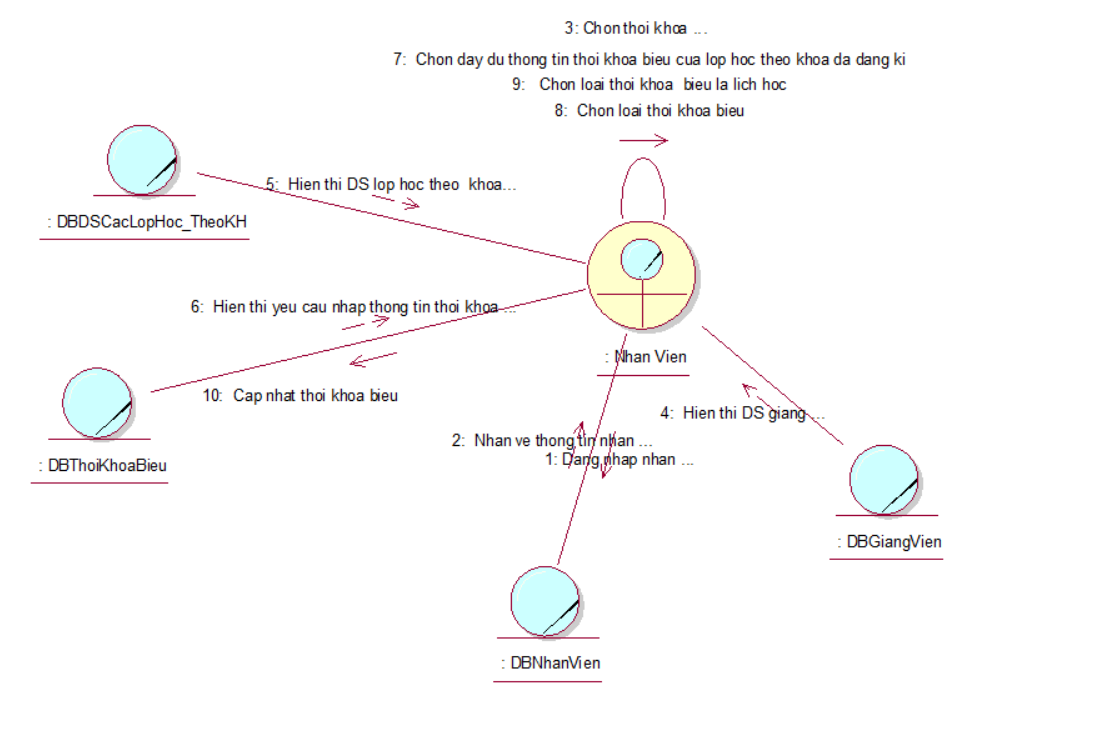 3: Chon thoi khoa ...
7: Chon day du thong tin thoi khoa bieu cua lop hoc theo khoa da dang ki
9: Chon loai thoi khoa bieu la lich hoc
8: Chon loai thoi khoa bieu
5: Hien thi DS lop hoc theo khoa...
: DBDSCacLopHoc_TheoKH
6: Hien thi yeu cau nhap thong tin thoi khoa ...
: Nhan Vien
10: Cap nhat thoi khoa bieu
4: Hien thi DS giang ...
2: Nhan ve thong tin nhan ...
1: Dang nhap nhan ...
: DBThoiKhoaBieu
: DBGiangVien
: DBNhanVien